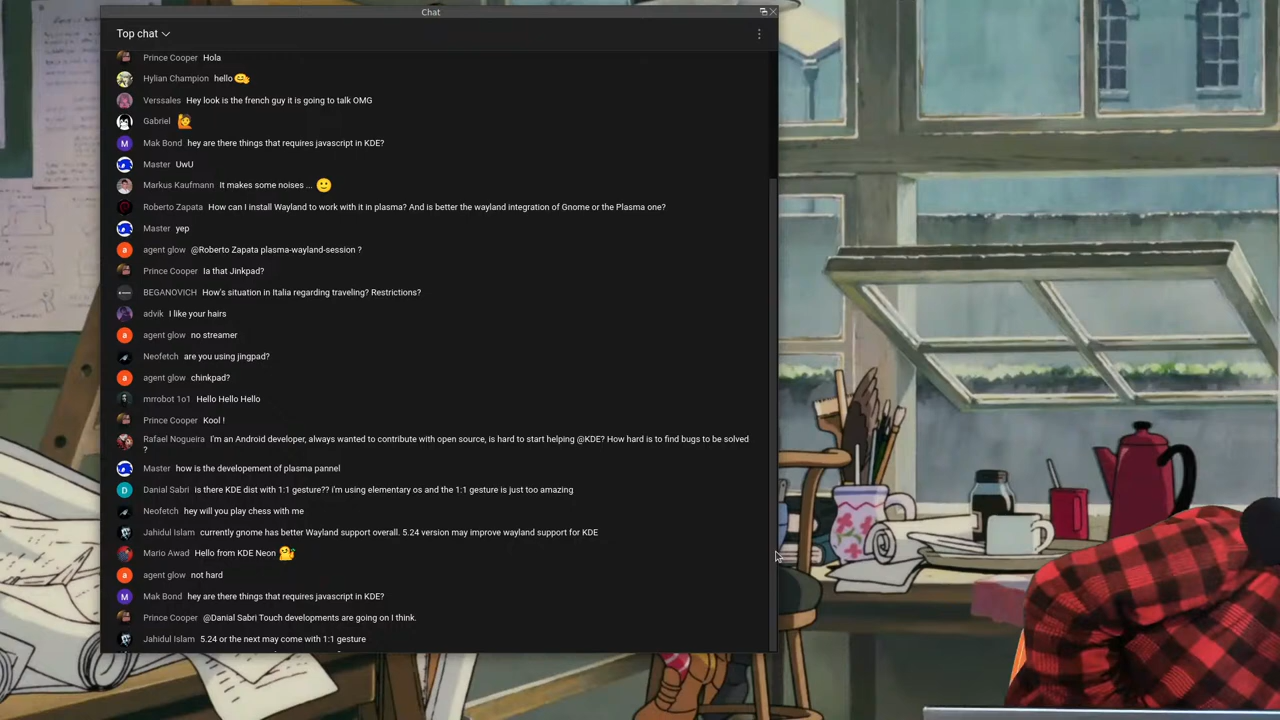 Chat
Top chat
Prince Cooper Hola
Hylian Champion hello
Verssales Hey look is the french guy it is going to talk OMG
Gabriel
M Mak Bond hey are there things that requires javascript in KDE?
Master UwU
Markus Kaufmann It makes some noises ...
Roberto Zapata How can I install Wayland to work with it in plasma? And is better the wayland integration of Gnome or the Plasma one?
Master yep
a agent glow @Roberto Zapata plasma-wayland-session ?
Prince Cooper Ia that Jinkpad?
BEGANOVICH How's situation in Italia regarding traveling? Restrictions?
advik I like your hairs
a agent glow no streamer
Neofetch are you using jingpad?
a agent glow chinkpad?
mrrobot 1o1 Hello Hello Hello
Prince Cooper Kool !
Rafael Nogueira I'm an Android developer, always wanted to contribute with open source, is hard to start helping @KDE? How hard is to find bugs to be solved
?
Master how is the developement of plasma pannel
D Danial Sabri is there KDE dist with 1:1 gesture?? i'm using elementary os and the 1:1 gesture is just too amazing
Neofetch hey will you play chess with me
Jahidul Islam currently gnome has better Wayland support overall. 5.24 version may improve wayland support for KDE
Mario Awad Hello from KDE Neon
a agent glow not hard
M Mak Bond hey are there things that requires javascript in KDE?
Prince Cooper @Danial Sabri Touch developments are going on I think.
Jahidul Islam 5.24 or the next may come with 1:1 gesture